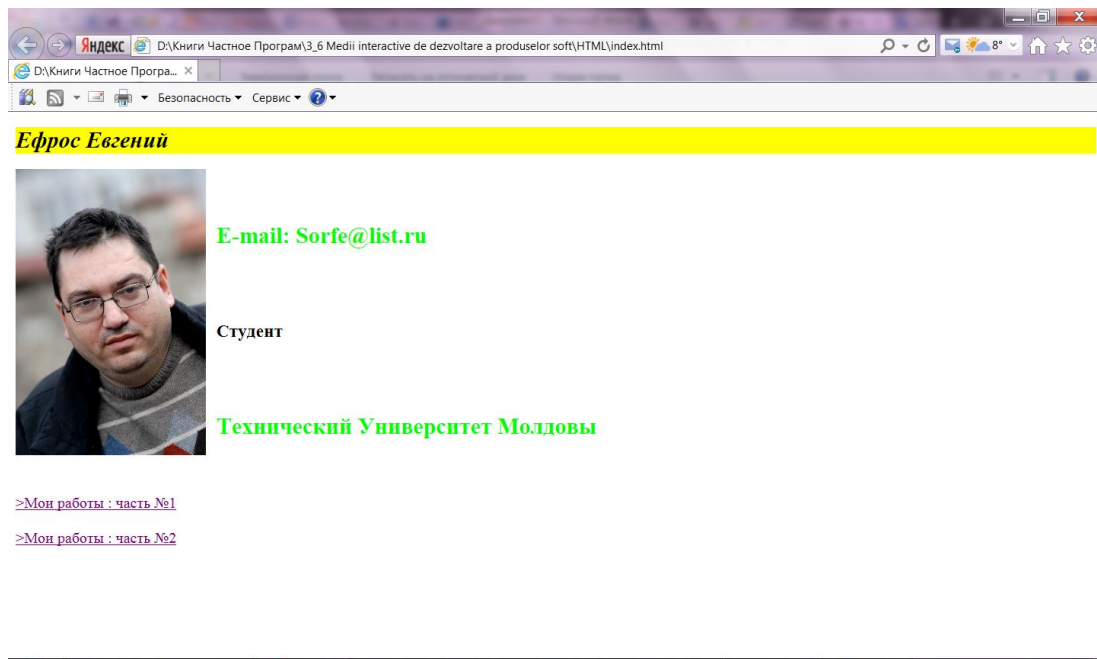 Яндекс D:\Книги Частное Програм\3_6 Medii interactive de dezvoltare a produselor soft\HTML\index.html 8°
D:\Книги Частное Програ...
Безопасность Сервис
Ефрос Евгений
E-mail: Sorfe@list.ru
Студент
Технический Университет Молдовы
>Мои работы : часть №1
>Мои работы : часть №2